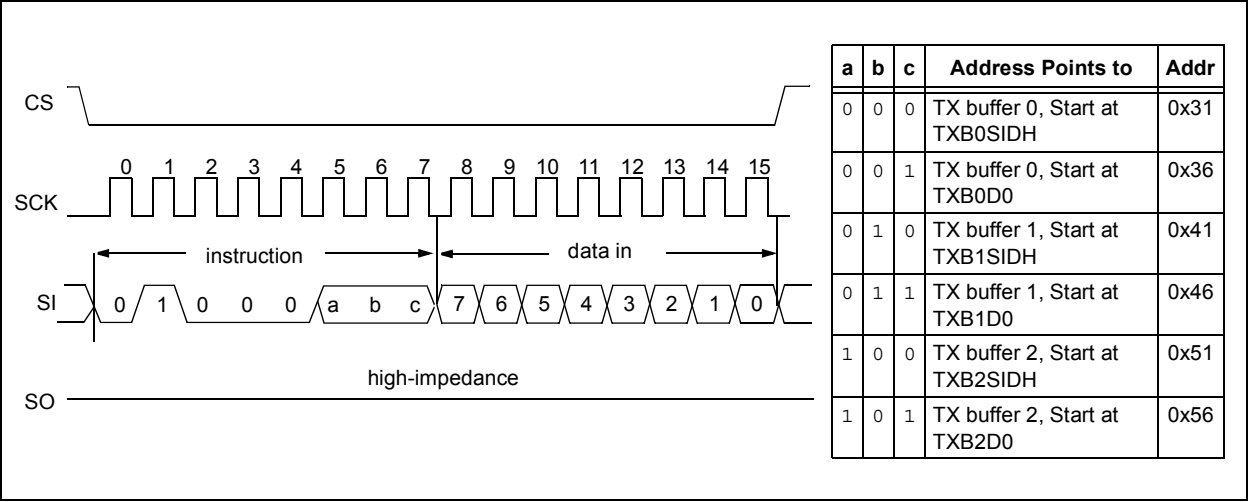 CS
0 1 2 3 4 5 6 7 8 9 10 11 12 13 14 15
SCK
instruction data in
SI 0 1 0 0 0 a b c 7 6 5 4 3 2 1 0
high-impedance
SO
a b c Address Points to Addr
0 0 0 TX buffer 0, Start at 0x31
TXB0SIDH
0 0 1 TX buffer 0, Start at 0x36
TXB0D0
0 1 0 TX buffer 1, Start at 0x41
TXB1SIDH
0 1 1 TX buffer 1, Start at 0x46
TXB1D0
1 0 0 TX buffer 2, Start at 0x51
TXB2SIDH
1 0 1 TX buffer 2, Start at 0x56
TXB2D0